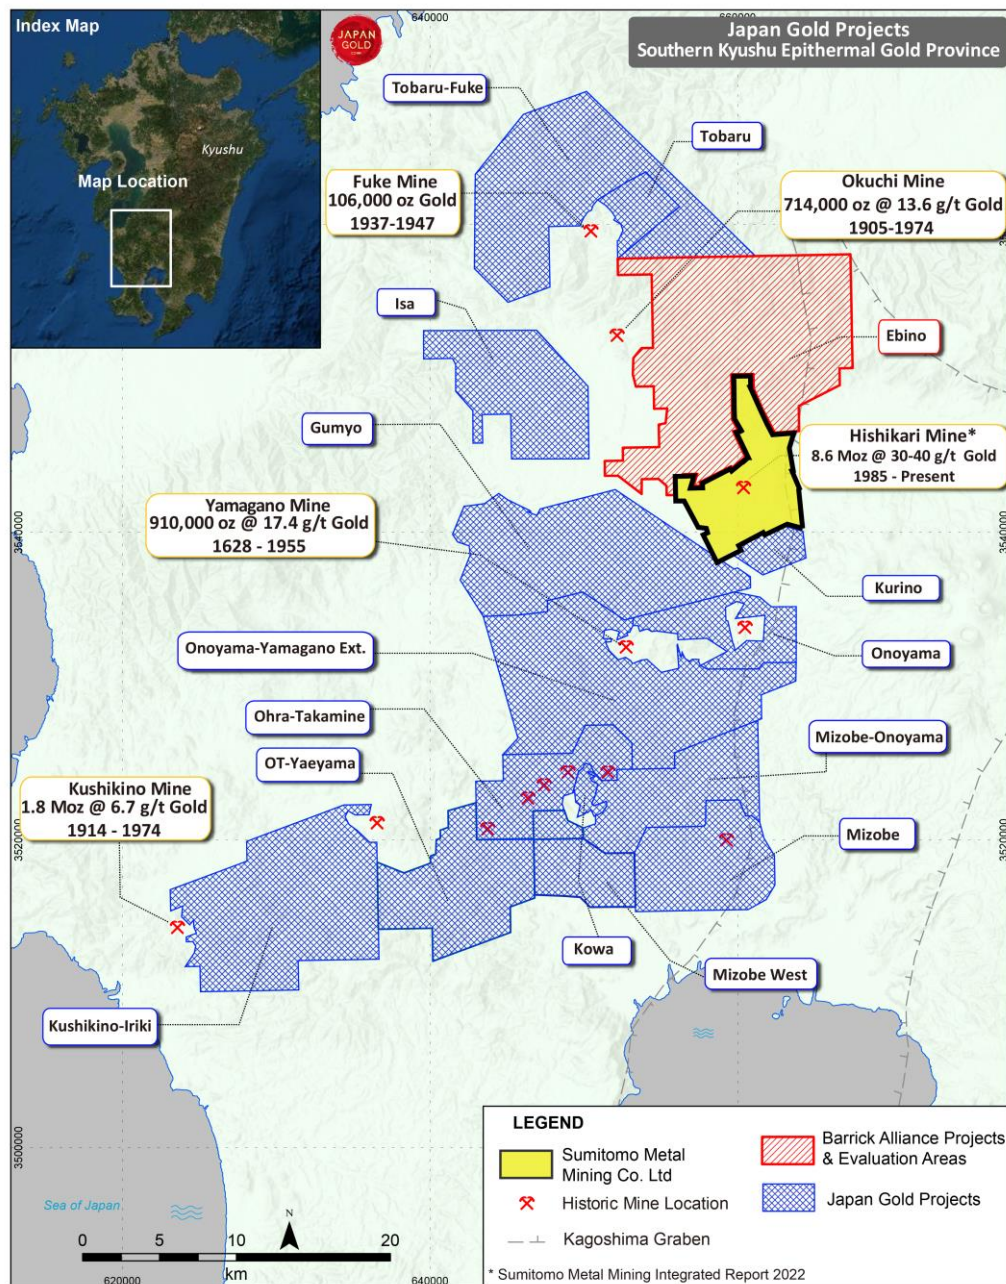 Index Map
Kyushu
Map Location
JAPAN
GOLD
640000
660000
Japan Gold Projects
Southern Kyushu Epithermal Gold Province
Tobaru-Fuke
Tobaru
Fuke Mine
106,000 oz Gold
1937-1947
Okuchi Mine
714,000 oz @ 13.6 g/t Gold
1905-1974
Isa
Ebino
Gumyo
Hishikari Mine*
8.6 Moz @ 30-40 g/t Gold
1985 - Present
Yamagano Mine
910,000 oz @ 17.4 g/t Gold
1628 - 1955
3540000
3540000
Kurino
Onoyama-Yamagano Ext.
Onoyama
Ohra-Takamine
Mizobe-Onoyama
OT-Yaeyama
Kushikino Mine
1.8 Moz @ 6.7 g/t Gold
1914 - 1974
3520000
3520000
Mizobe
Kowa
Mizobe West
Kushikino-Iriki
3500000
Sea of Japan
0 5 10 20
km
N
620000
640000
LEGEND
Sumitomo Metal
Mining Co. Ltd
Barrick Alliance Projects
& Evaluation Areas
Historic Mine Location
Japan Gold Projects
Kagoshima Graben
* Sumitomo Metal Mining Integrated Report 2022